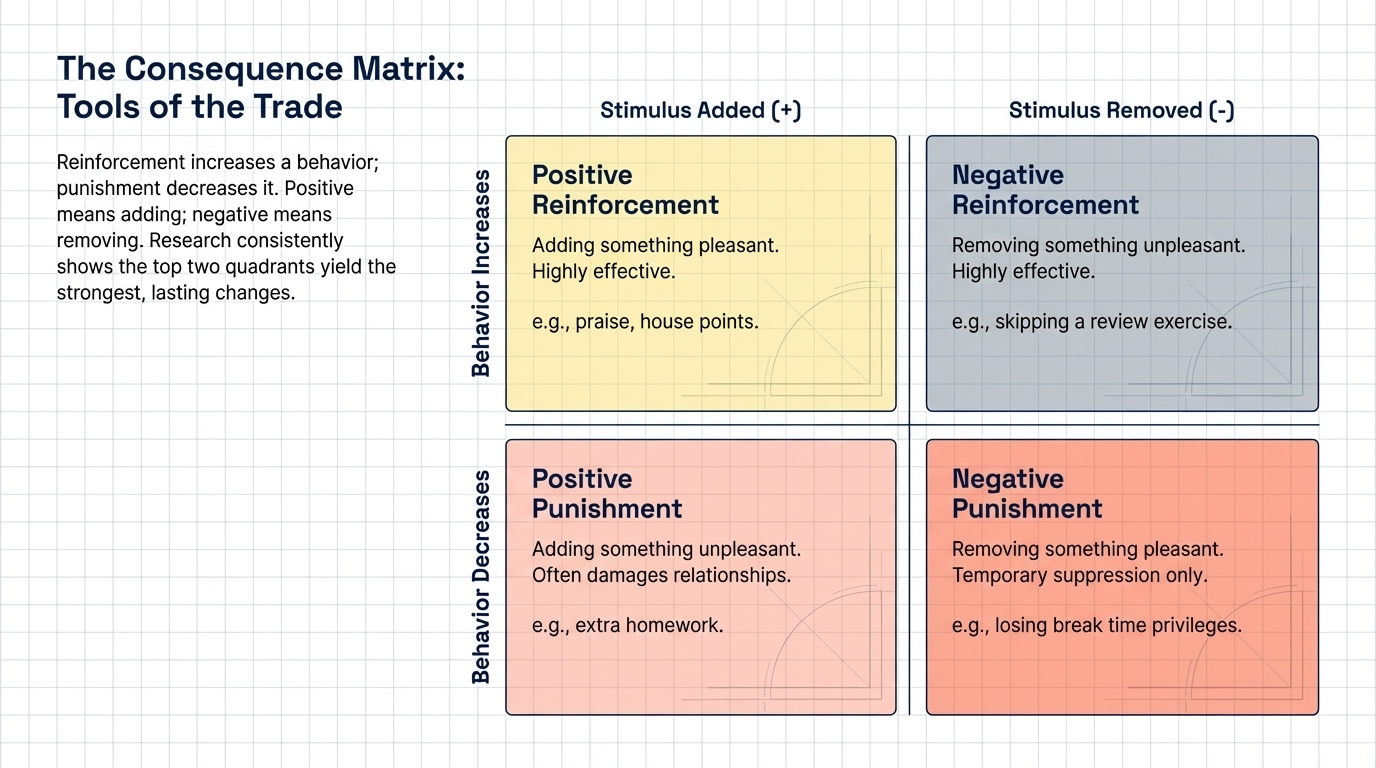 The Consequence Matrix:
Tools of the Trade
Reinforcement increases a behavior;
punishment decreases it. Positive
means adding; negative means
removing. Research consistently
shows the top two quadrants yield the
strongest, lasting changes.
Stimulus Added (+)
Stimulus Removed (-)
Behavior Increases
Positive
Reinforcement
Adding something pleasant.
Highly effective.
e.g., praise, house points.
Negative
Reinforcement
Removing something unpleasant.
Highly effective.
e.g., skipping a review exercise.
Behavior Decreases
Positive
Punishment
Adding something unpleasant.
Often damages relationships.
e.g., extra homework.
Negative
Punishment
Removing something pleasant.
Temporary suppression only.
e.g., losing break time privileges.